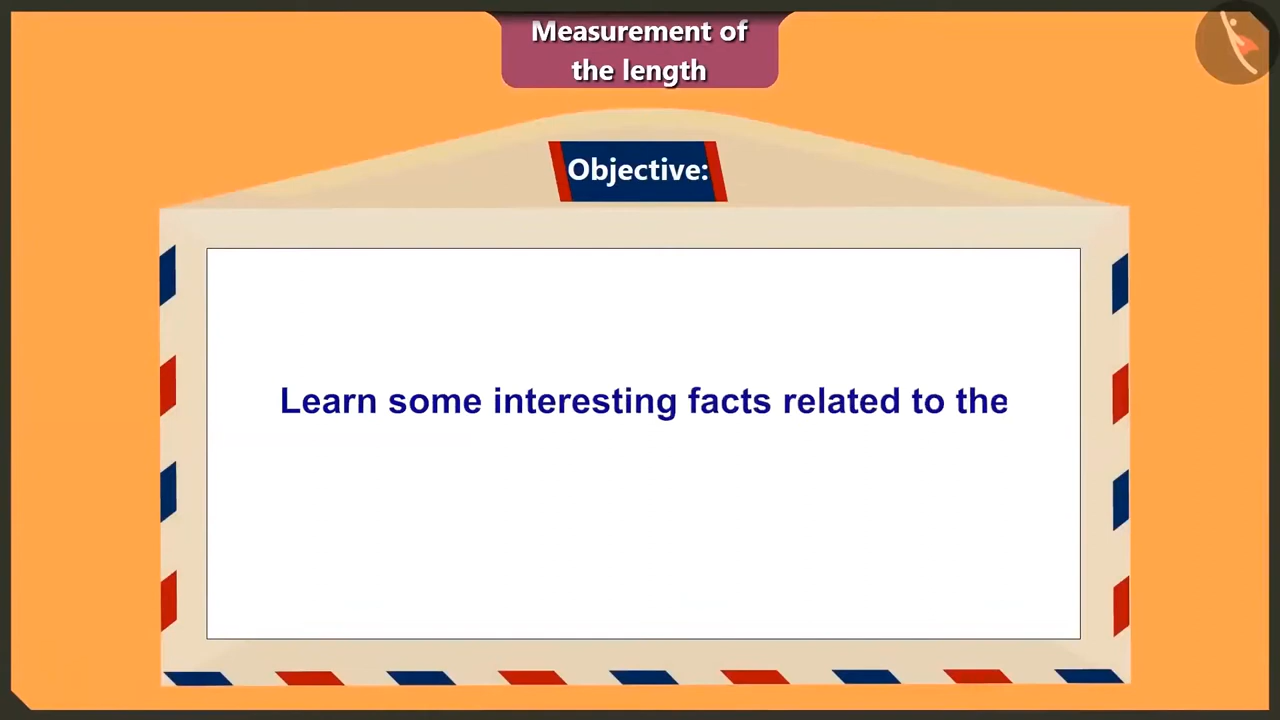 Measurement of
the length
Objective:
Learn some interesting facts related to the